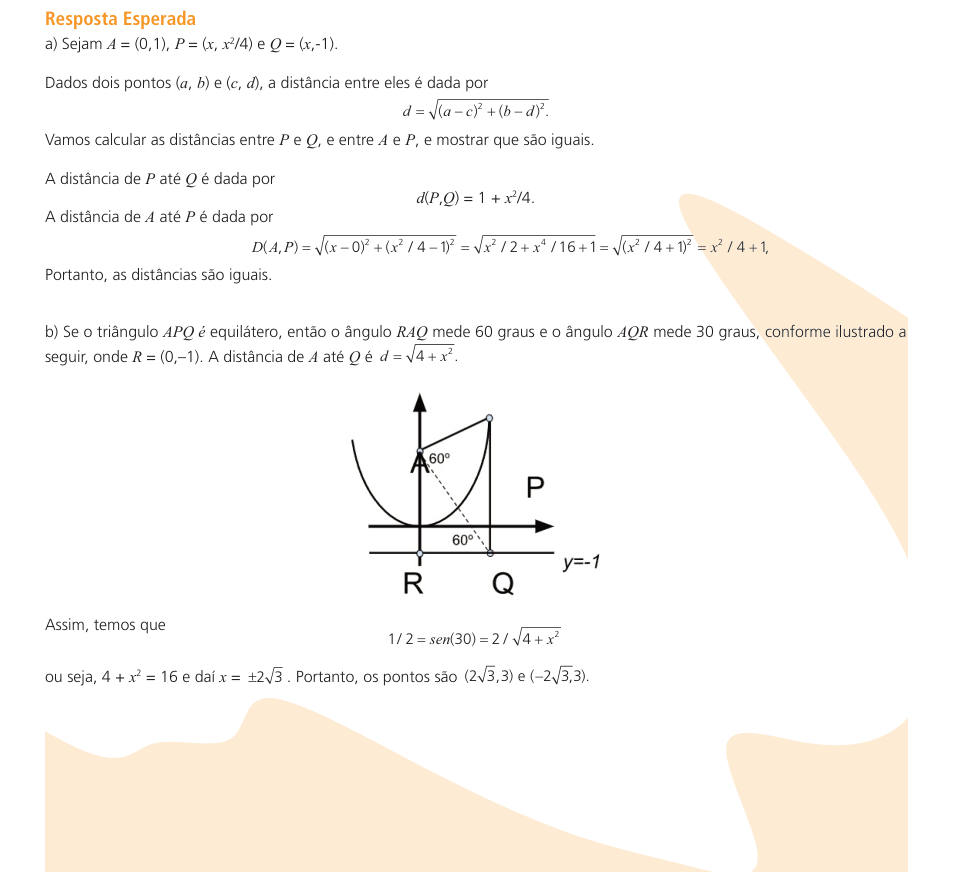 Resposta Esperada
a) Sejam A = (0,1), P = (x, x²/4) e Q = (x,-1).
Dados dois pontos (a, b) e (c, d), a distância entre eles é dada por
d = √(a – c)² + (b – d)².
Vamos calcular as distâncias entre P e Q, e entre A e P, e mostrar que são iguais.
A distância de P até Q é dada por
d(P,Q) = 1 + x²/4.
A distância de A até P é dada por
D(A, P) = √(x – 0)² + (x² / 4 – 1)² = √x² / 2 + x⁴ / 16 + 1 = √(x² / 4 + 1)² = x² / 4 + 1,
Portanto, as distâncias são iguais.
b) Se o triângulo APQ é equilátero, então o ângulo RAQ mede 60 graus e o ângulo AQR mede 30 graus, conforme ilustrado a
seguir, onde R = (0,–1). A distância de A até Q é d = √4 + x².
A
60º
P
60º
y=-1
R
Q
Assim, temos que
1/ 2 = sen(30) = 2 / √4 + x²
ou seja, 4 + x² = 16 e daí x = ±2√3 . Portanto, os pontos são (2√3,3) e (–2√3,3).